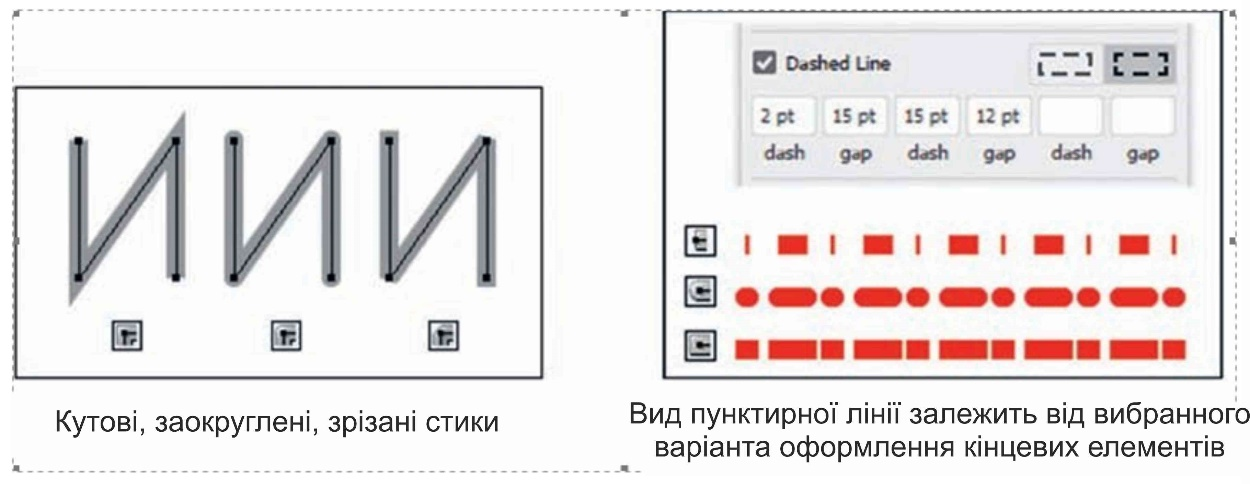 Dashed Line
2 pt 15 pt 15 pt 12 pt
dash gap dash gap dash gap
Кутові, заокруглені, зрізані стики
Вид пунктирної лінії залежить від вибранного
варіанта оформлення кінцевих елементів